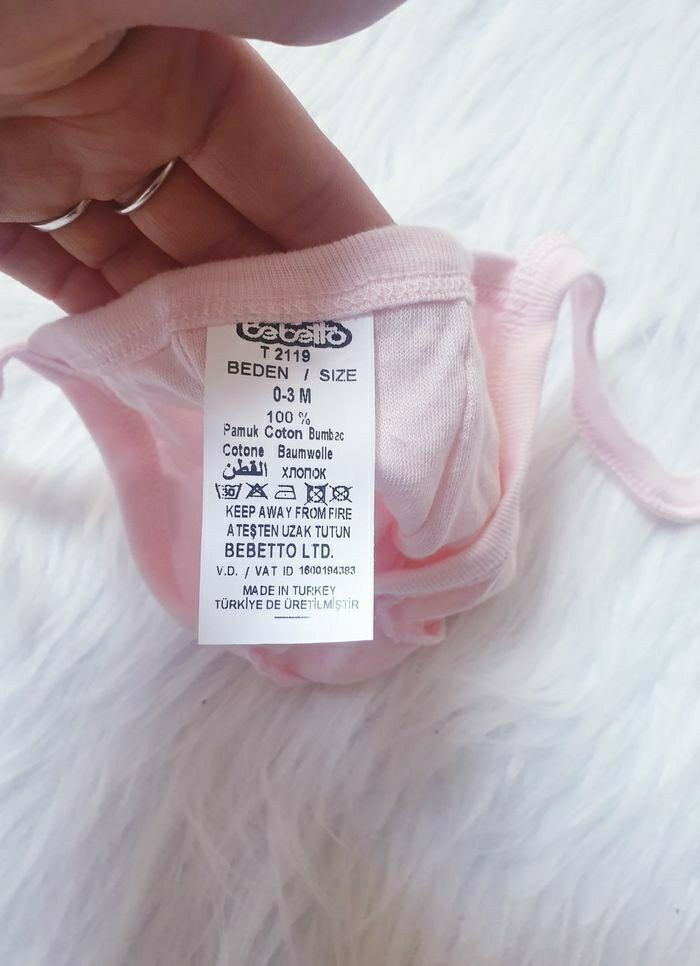 bebetto
T 2119
BEDEN / SIZE
0-3 M
100 %
Pamuk Coton Bumbac
Cotone Baumwolle
القطن ХЛОПОК
KEEP AWAY FROM FIRE
ATEŞTEN UZAK TUTUN
BEBETTO LTD.
V.D. / VAT ID 1600194383
MADE IN TURKEY
TÜRKİYE DE ÜRETİLMİŞTİR